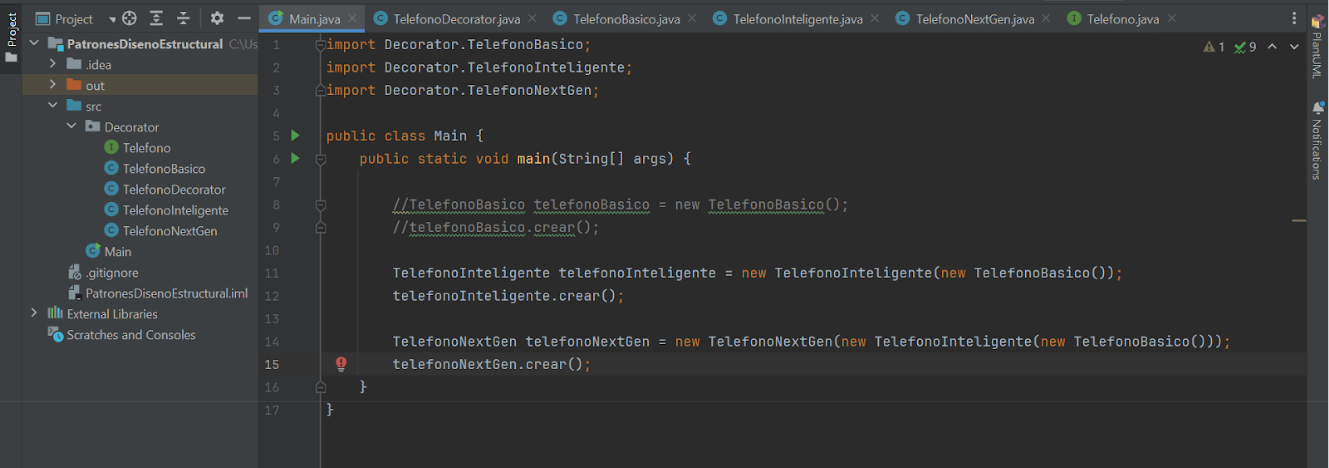 Project
Main.java
TelefonoDecorator.java
TelefonoBasico.java
TelefonoInteligente.java
TelefonoNextGen.java
Telefono.java
Project
PatronesDisenoEstructural C:\Us
.idea
out
src
Decorator
Telefono
TelefonoBasico
TelefonoDecorator
TelefonoInteligente
TelefonoNextGen
Main
.gitignore
PatronesDisenoEstructural.iml
External Libraries
Scratches and Consoles
1 import Decorator.TelefonoBasico;
2 import Decorator.TelefonoInteligente;
3 import Decorator.TelefonoNextGen;
4
5 public class Main {
6 public static void main(String[] args) {
7
8 //TelefonoBasico telefonoBasico = new TelefonoBasico();
9 //telefonoBasico.crear();
10
11 TelefonoInteligente telefonoInteligente = new TelefonoInteligente(new TelefonoBasico());
12 telefonoInteligente.crear();
13
14 TelefonoNextGen telefonoNextGen = new TelefonoNextGen(new TelefonoInteligente(new TelefonoBasico()));
15 telefonoNextGen.crear();
16 }
17 }
1 9
PlantUML
Notifications